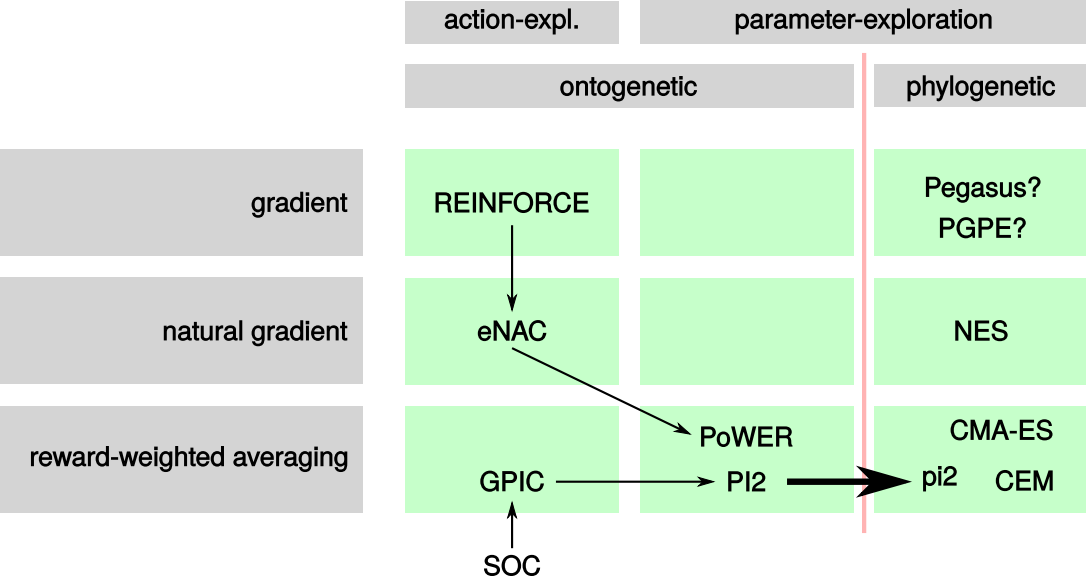 action-expl. parameter-exploration
ontogenetic phylogenetic
gradient REINFORCE Pegasus?
PGPE?
natural gradient eNAC NES
reward-weighted averaging PoWER CMA-ES
GPIC PI2 pi2 CEM
SOC